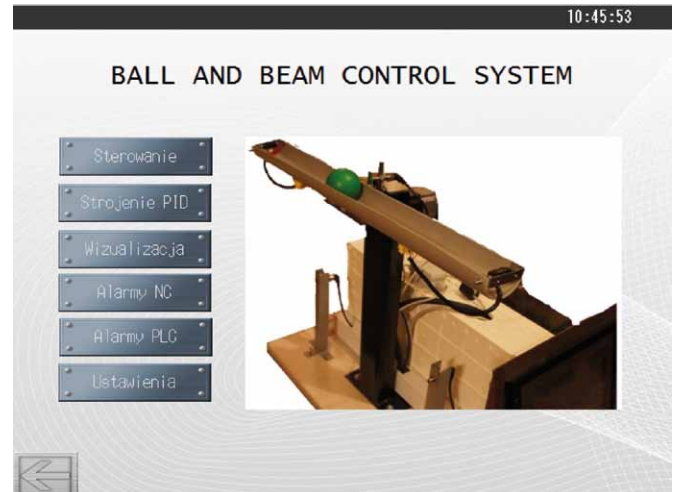 10:45:53
BALL AND BEAM CONTROL SYSTEM
Sterowanie
Strojenie PID
Wizualizacja
Alarmy NC
Alarmy PLC
Ustawienia